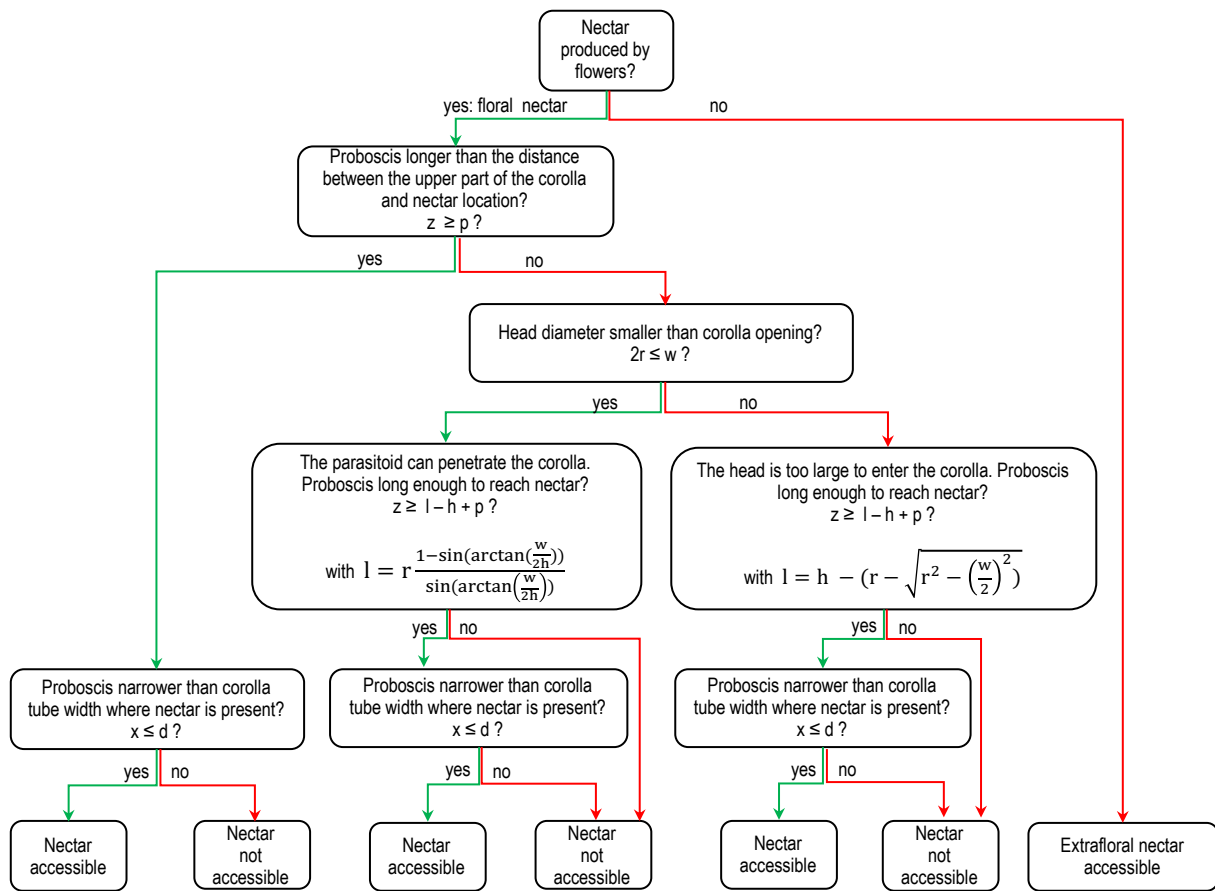 Nectar
produced by
flowers?
yes: floral nectar
no
Proboscis longer than the distance
between the upper part of the corolla
and nectar location?
z ≥ p ?
yes
no
Head diameter smaller than corolla opening?
2r ≤ w ?
yes
no
The parasitoid can penetrate the corolla.
Proboscis long enough to reach nectar?
z ≥ l – h + p ?
with l = r (1−sin(arctan(w/2h)))/(sin(arctan(w/2h)))
The head is too large to enter the corolla. Proboscis
long enough to reach nectar?
z ≥ l – h + p ?
with l = h − (r − √(r² − (w/2)²))
yes
no
yes
no
Proboscis narrower than corolla
tube width where nectar is present?
x ≤ d ?
Proboscis narrower than corolla
tube width where nectar is present?
x ≤ d ?
Proboscis narrower than corolla
tube width where nectar is present?
x ≤ d ?
yes
no
yes
no
yes
no
Nectar
accessible
Nectar
not
accessible
Nectar
accessible
Nectar
not
accessible
Nectar
accessible
Nectar
not
accessible
Extrafloral nectar
accessible